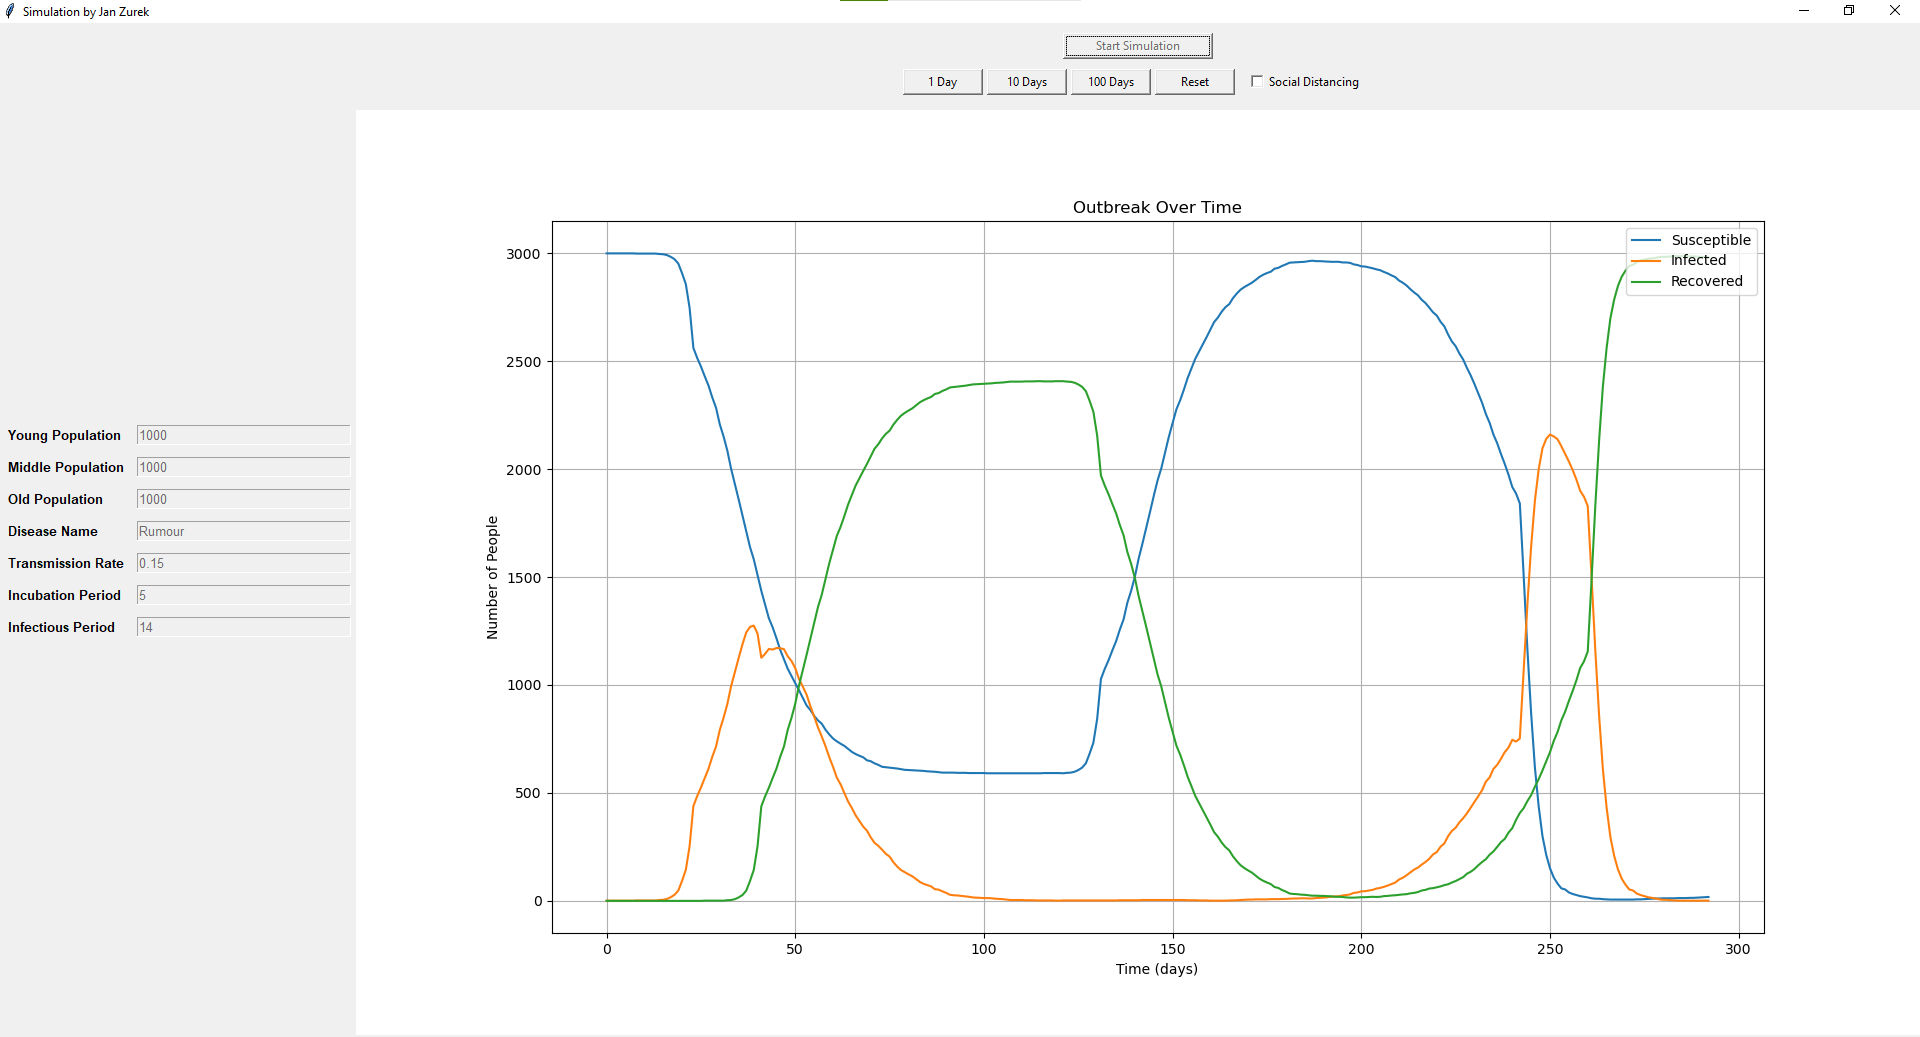 Simulation by Jan Zurek
Start Simulation
1 Day 10 Days 100 Days Reset Social Distancing
Young Population 1000
Middle Population 1000
Old Population 1000
Disease Name Rumour
Transmission Rate 0.15
Incubation Period 5
Infectious Period 14
Outbreak Over Time
Susceptible
Infected
Recovered
3000
2500
2000
1500
1000
500
0
Number of People
0 50 100 150 200 250 300
Time (days)